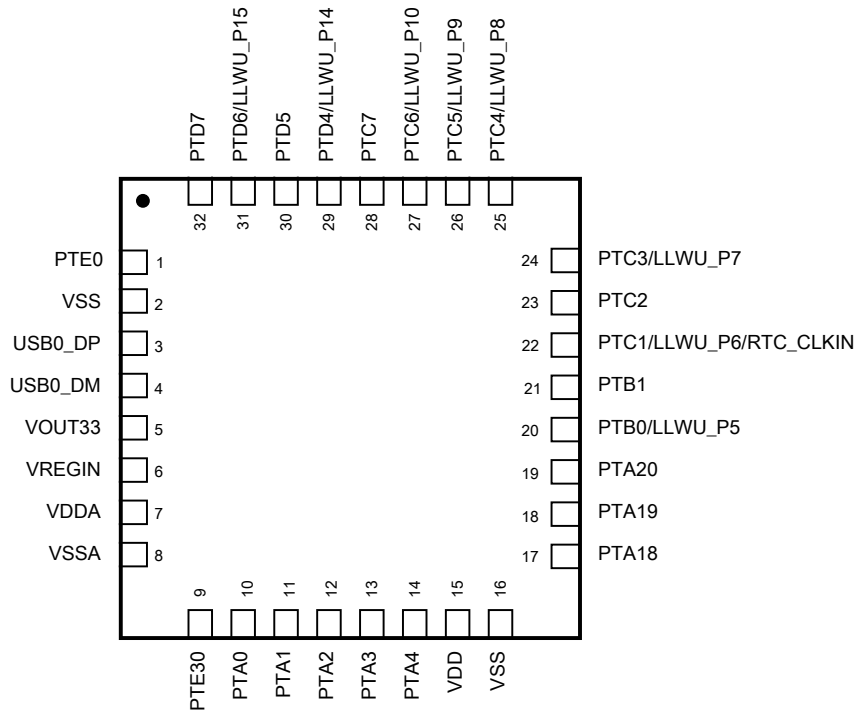 PTD7
PTD6/LLWU_P15
PTD5
PTD4/LLWU_P14
PTC7
PTC6/LLWU_P10
PTC5/LLWU_P9
PTC4/LLWU_P8
32
31
30
29
28
27
26
25
PTE0 1
VSS 2
USB0_DP 3
USB0_DM 4
VOUT33 5
VREGIN 6
VDDA 7
VSSA 8
24 PTC3/LLWU_P7
23 PTC2
22 PTC1/LLWU_P6/RTC_CLKIN
21 PTB1
20 PTB0/LLWU_P5
19 PTA20
18 PTA19
17 PTA18
9
10
11
12
13
14
15
16
PTE30
PTA0
PTA1
PTA2
PTA3
PTA4
VDD
VSS